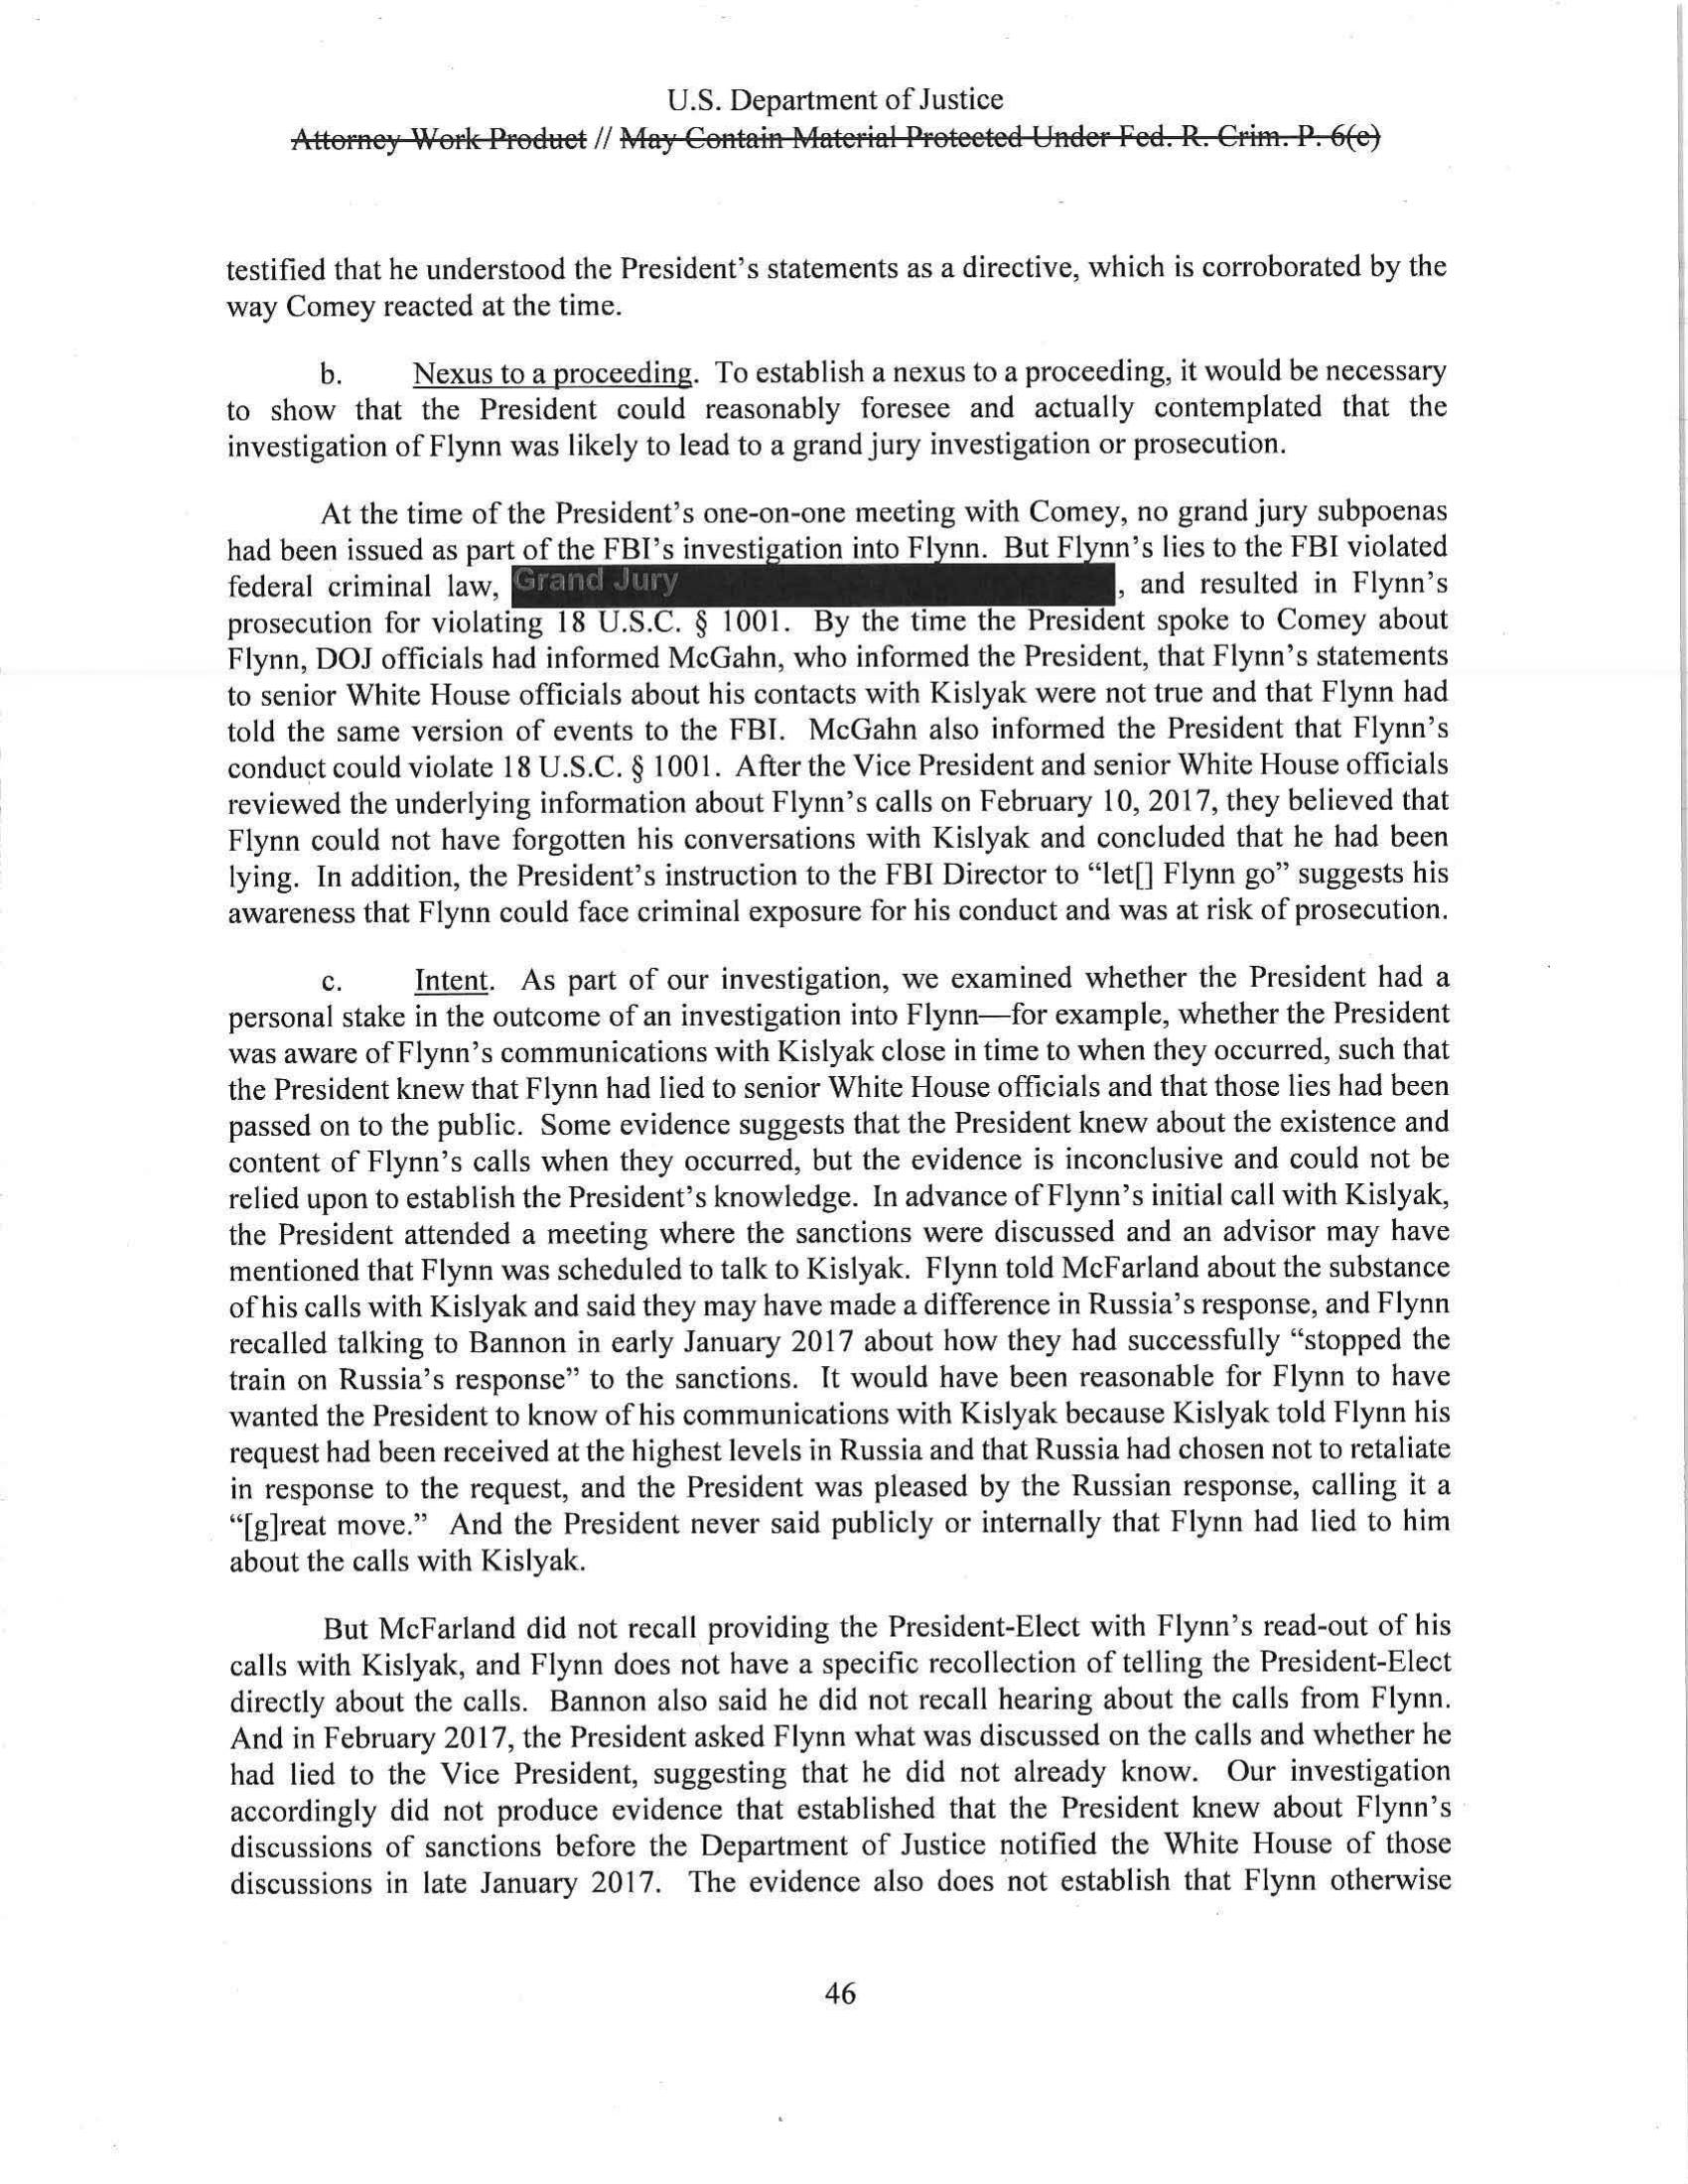 U.S. Department of Justice
Attorney Work Product // May Contain Material Protected Under Fed. R. Crim. P. 6(e)
testified that he understood the President's statements as a directive, which is corroborated by the
way Comey reacted at the time.
b. Nexus to a proceeding. To establish a nexus to a proceeding, it would be necessary
to show that the President could reasonably foresee and actually contemplated that the
investigation of Flynn was likely to lead to a grand jury investigation or prosecution.
At the time of the President's one-on-one meeting with Comey, no grand jury subpoenas
had been issued as part of the FBI's investigation into Flynn. But Flynn's lies to the FBI violated
federal criminal law, Grand Jury , and resulted in Flynn's
prosecution for violating 18 U.S.C. § 1001. By the time the President spoke to Comey about
Flynn, DOJ officials had informed McGahn, who informed the President, that Flynn's statements
to senior White House officials about his contacts with Kislyak were not true and that Flynn had
told the same version of events to the FBI. McGahn also informed the President that Flynn's
conduct could violate 18 U.S.C. § 1001. After the Vice President and senior White House officials
reviewed the underlying information about Flynn's calls on February 10, 2017, they believed that
Flynn could not have forgotten his conversations with Kislyak and concluded that he had been
lying. In addition, the President's instruction to the FBI Director to “let[] Flynn go” suggests his
awareness that Flynn could face criminal exposure for his conduct and was at risk of prosecution.
c. Intent. As part of our investigation, we examined whether the President had a
personal stake in the outcome of an investigation into Flynn—for example, whether the President
was aware of Flynn's communications with Kislyak close in time to when they occurred, such that
the President knew that Flynn had lied to senior White House officials and that those lies had been
passed on to the public. Some evidence suggests that the President knew about the existence and
content of Flynn's calls when they occurred, but the evidence is inconclusive and could not be
relied upon to establish the President's knowledge. In advance of Flynn's initial call with Kislyak,
the President attended a meeting where the sanctions were discussed and an advisor may have
mentioned that Flynn was scheduled to talk to Kislyak. Flynn told McFarland about the substance
of his calls with Kislyak and said they may have made a difference in Russia's response, and Flynn
recalled talking to Bannon in early January 2017 about how they had successfully “stopped the
train on Russia's response” to the sanctions. It would have been reasonable for Flynn to have
wanted the President to know of his communications with Kislyak because Kislyak told Flynn his
request had been received at the highest levels in Russia and that Russia had chosen not to retaliate
in response to the request, and the President was pleased by the Russian response, calling it a
“[g]reat move.” And the President never said publicly or internally that Flynn had lied to him
about the calls with Kislyak.
But McFarland did not recall providing the President-Elect with Flynn's read-out of his
calls with Kislyak, and Flynn does not have a specific recollection of telling the President-Elect
directly about the calls. Bannon also said he did not recall hearing about the calls from Flynn.
And in February 2017, the President asked Flynn what was discussed on the calls and whether he
had lied to the Vice President, suggesting that he did not already know. Our investigation
accordingly did not produce evidence that established that the President knew about Flynn's
discussions of sanctions before the Department of Justice notified the White House of those
discussions in late January 2017. The evidence also does not establish that Flynn otherwise
46